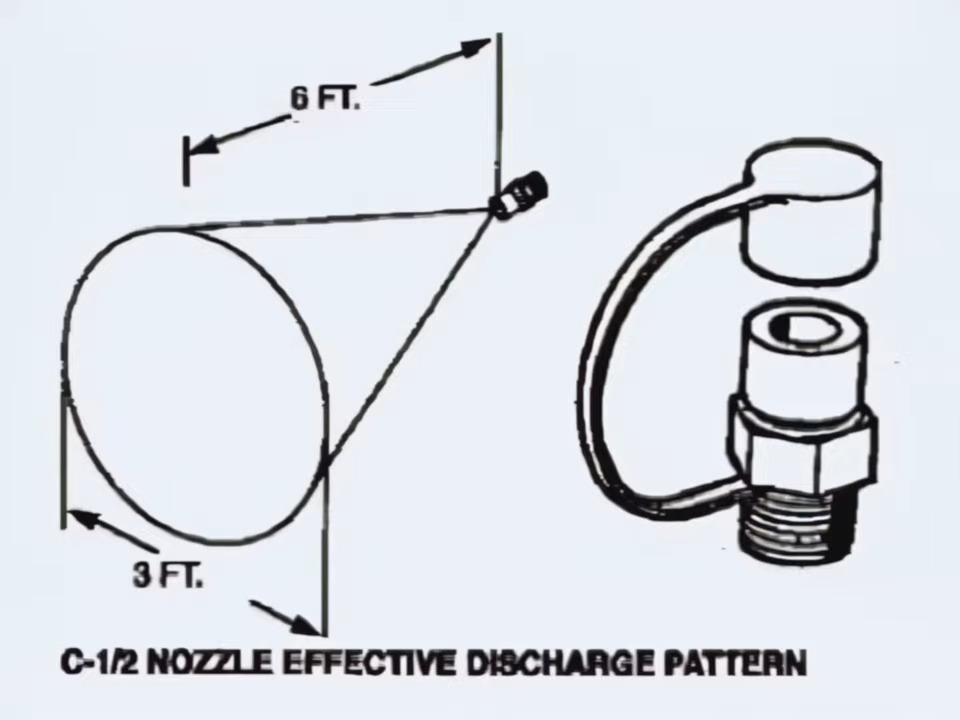 6 FT.
3 FT.
C-1/2 NOZZLE EFFECTIVE DISCHARGE PATTERN